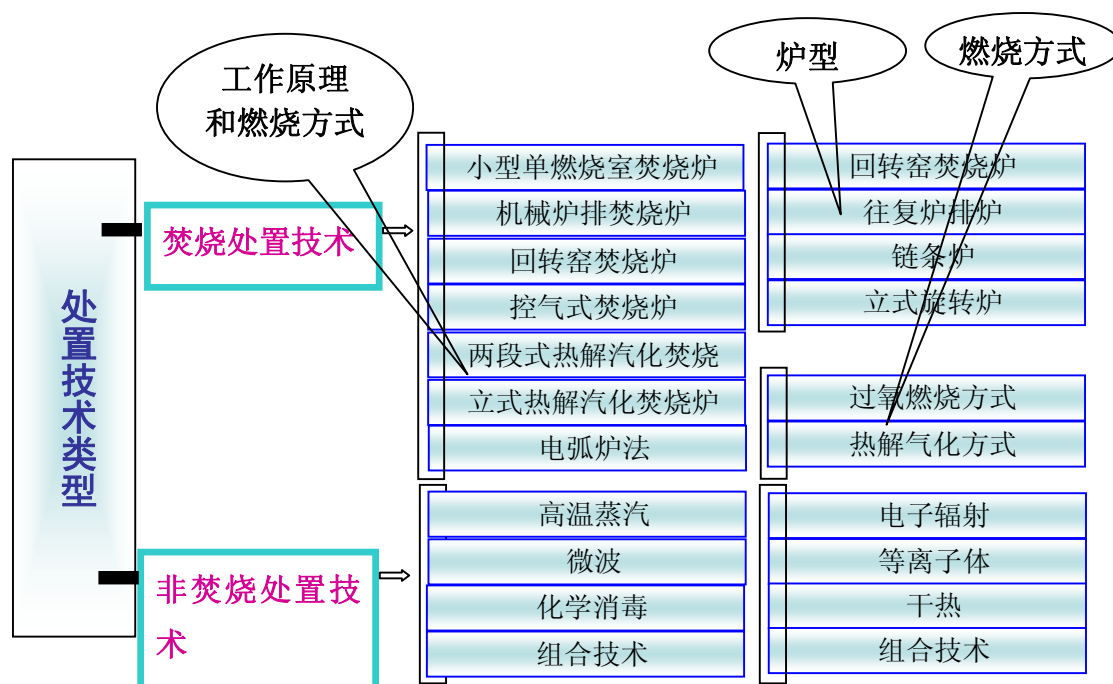 工作原理
和燃烧方式
炉型
燃烧方式
处置技术类型
焚烧处置技术
小型单燃烧室焚烧炉
机械炉排焚烧炉
回转窑焚烧炉
控气式焚烧炉
两段式热解汽化焚烧
立式热解汽化焚烧炉
电弧炉法
回转窑焚烧炉
往复炉排炉
链条炉
立式旋转炉
过氧燃烧方式
热解气化方式
非焚烧处置技
术
高温蒸汽
微波
化学消毒
组合技术
电子辐射
等离子体
干热
组合技术